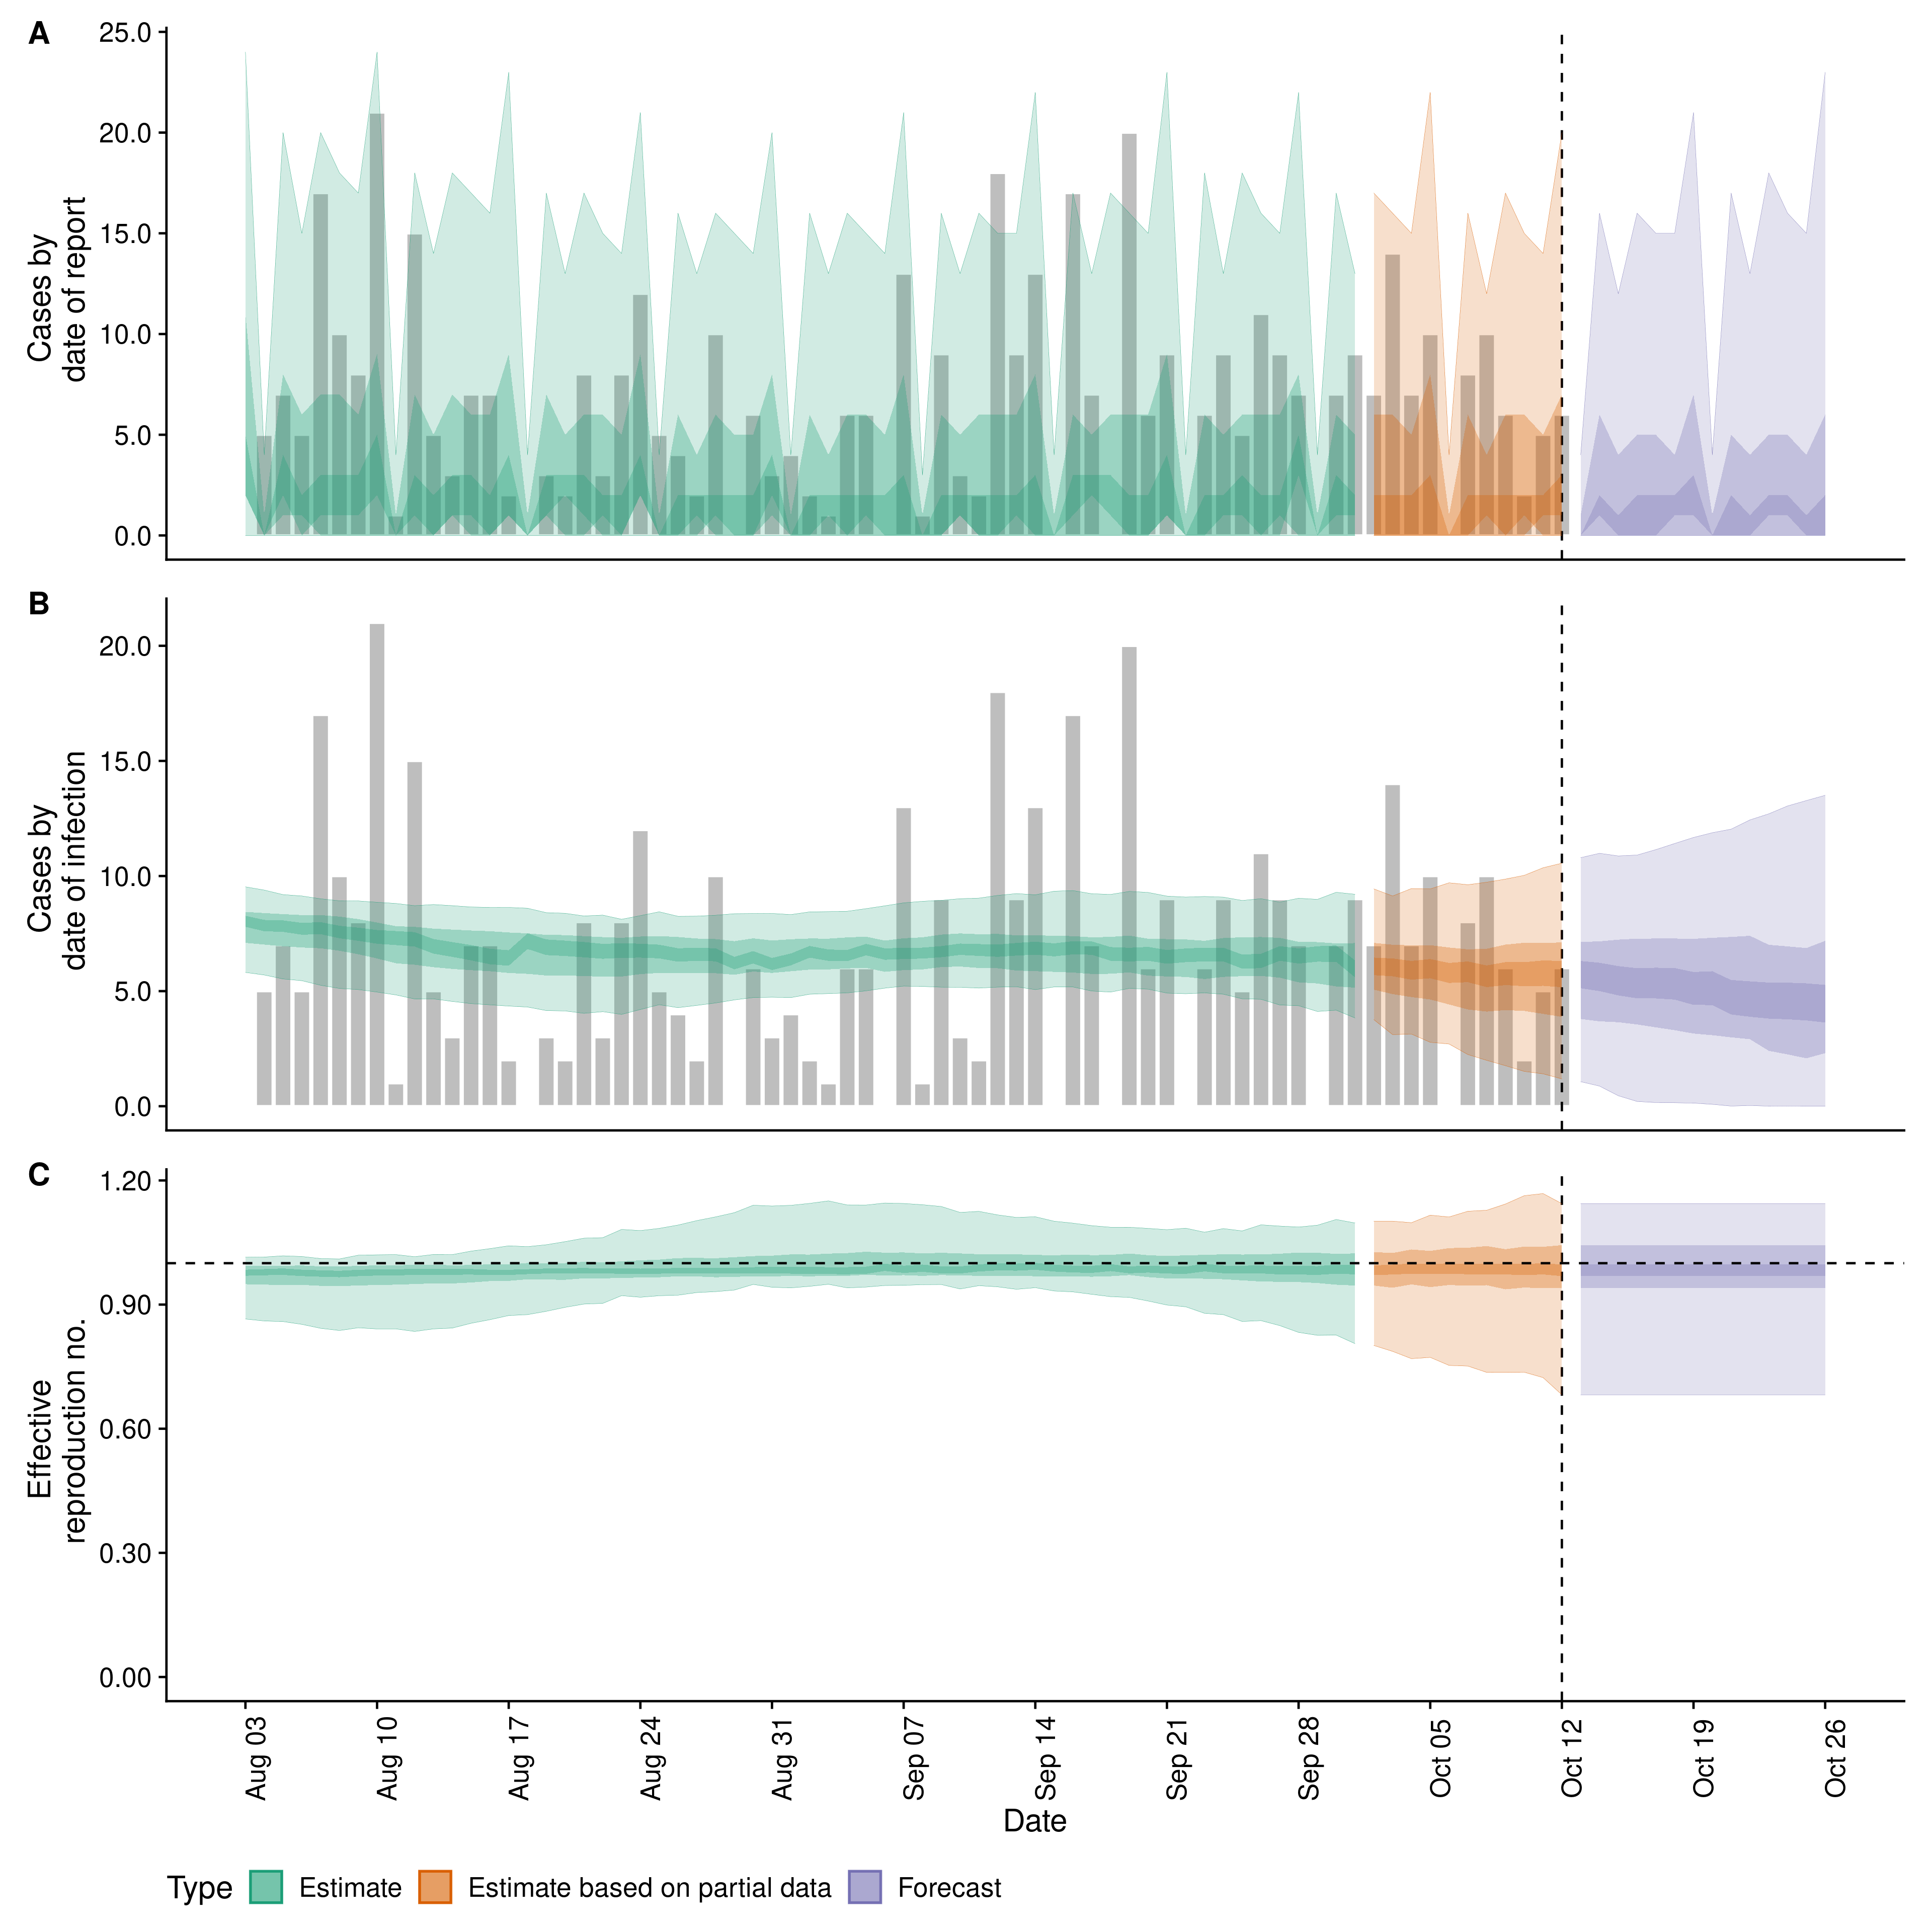 A
25.0
20.0
15.0
10.0
5.0
0.0
Cases by
date of report
B
20.0
15.0
10.0
5.0
0.0
Cases by
date of infection
C
1.20
0.90
0.60
0.30
0.00
Effective
reproduction no.
Aug 03
Aug 10
Aug 17
Aug 24
Aug 31
Sep 07
Sep 14
Sep 21
Sep 28
Oct 05
Oct 12
Oct 19
Oct 26
Date
Type Estimate Estimate based on partial data Forecast